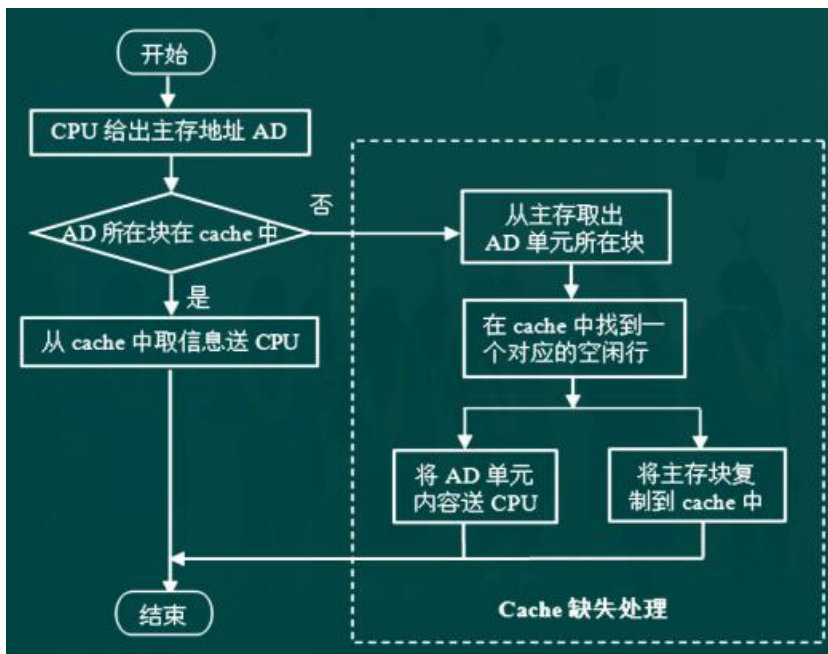 开始
CPU 给出主存地址 AD
AD 所在块在 cache 中
否
是
从 cache 中取信息送 CPU
从主存取出
AD 单元所在块
在 cache 中找到一
个对应的空闲行
将 AD 单元
内容送 CPU
将主存块复
制到 cache 中
结束
Cache 缺失处理